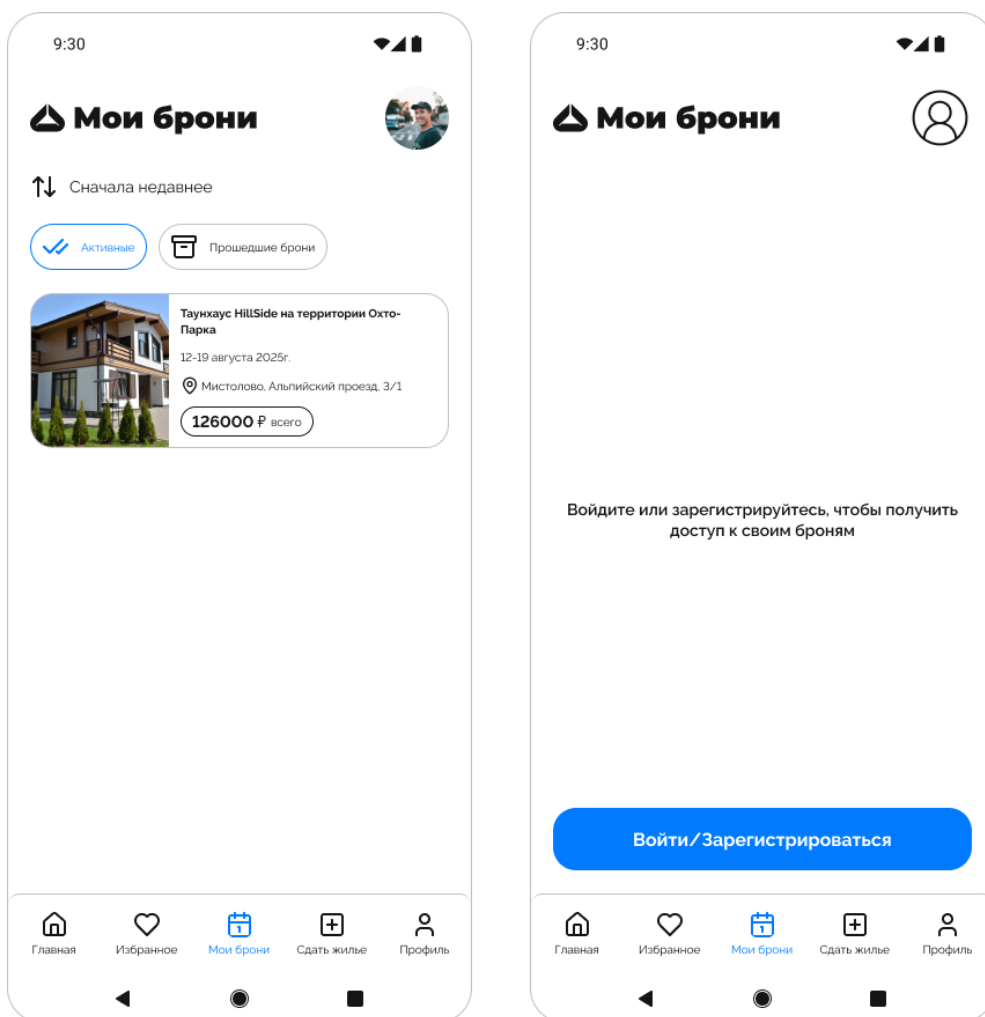 9:30
Мои брони
Сначала недавнее
Активные
Прошедшие брони
Таунхаус HillSide на территории Охто-
Парка
12-19 августа 2025г.
Мистолово, Альпийский проезд, 3/1
126000 ₽ всего
Главная
Избранное
1
Мои брони
Сдать жилье
Профиль
9:30
Мои брони
Войдите или зарегистрируйтесь, чтобы получить
доступ к своим броням
Войти/Зарегистрироваться
Главная
Избранное
1
Мои брони
Сдать жилье
Профиль